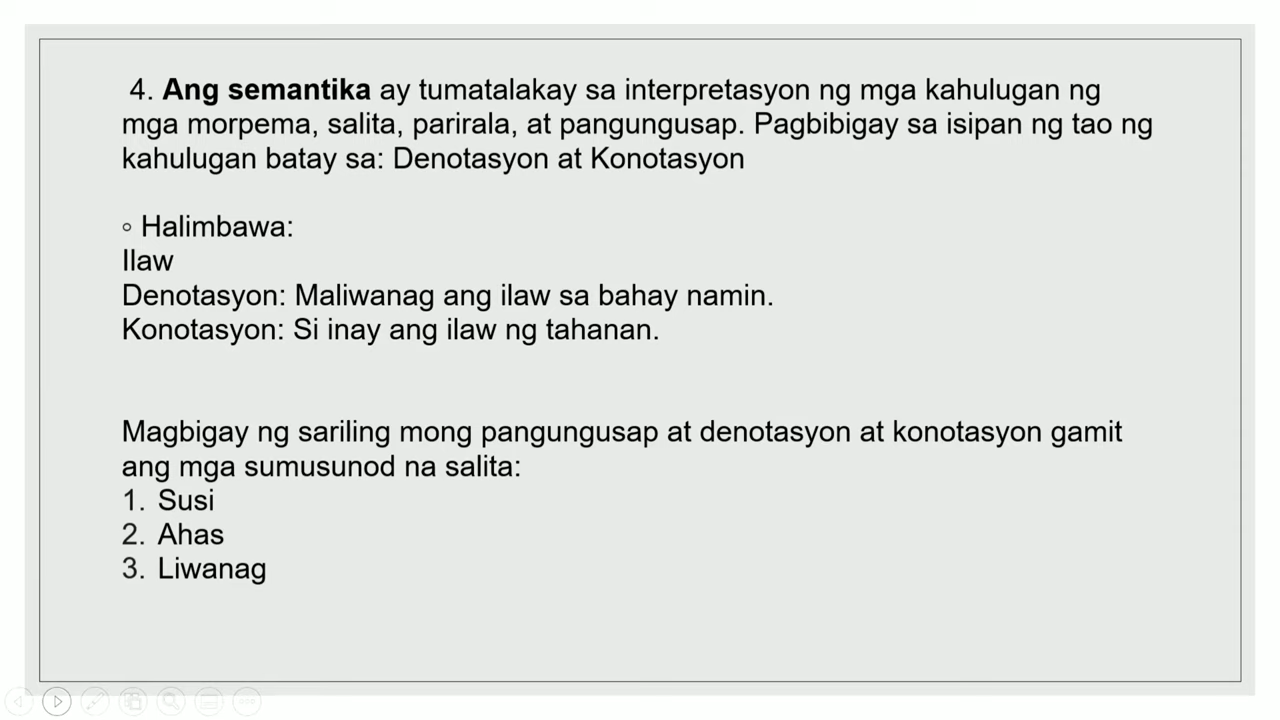 4. Ang semantika ay tumatalakay sa interpretasyon ng mga kahulugan ng
mga morpema, salita, parirala, at pangungusap. Pagbibigay sa isipan ng tao ng
kahulugan batay sa: Denotasyon at Konotasyon
◦ Halimbawa:
Ilaw
Denotasyon: Maliwanag ang ilaw sa bahay namin.
Konotasyon: Si inay ang ilaw ng tahanan.
Magbigay ng sariling mong pangungusap at denotasyon at konotasyon gamit
ang mga sumusunod na salita:
1. Susi
2. Ahas
3. Liwanag